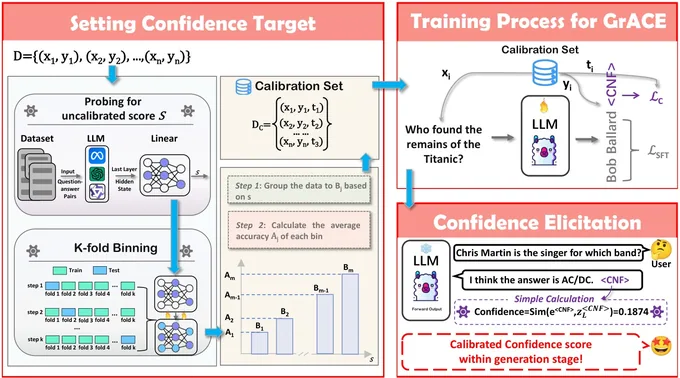 Setting Confidence Target
D={(x₁, y₁), (x₂, y₂), ...,(xₙ, yₙ)}
Probing for
uncalibrated score S
Dataset
LLM
Linear
Input
Question-
answer
Pairs
Last Layer
Hidden
State
s
K-fold Binning
Train
Test
step 1
fold 1 fold 2 fold 3 fold 4 ... fold k
step 2
fold 1 fold 2 fold 3 fold 4 ... fold k
...
step k
fold 1 fold 2 fold 3 fold 4 ... fold k
Calibration Set
D_C=
(x₁, y₁, t₁)
(x₂, y₂, t₂)
... ...
(xₙ, yₙ, t₃)
Step 1: Group the data to Bⱼ based
on s
Step 2: Calculate the average
accuracy Aⱼ of each bin
Aₘ
Aₘ₋₁
A₂
A₁
B₁
B₂
...
Bₘ₋₁
Bₘ
s
Training Process for GrACE
Calibration Set
xᵢ
yᵢ
tᵢ
Who found the
remains of the
Titanic?
LLM
Bob Ballard <CNF>
ℒ_C
ℒ_SFT
Confidence Elicitation
LLM
Forward Output
Chris Martin is the singer for which band?
User
I think the answer is AC/DC. <CNF>
Simple Calculation
Confidence=Sim(e^<CNF>,z_L^<CNF>)=0.1874
Calibrated Confidence score
within generation stage!